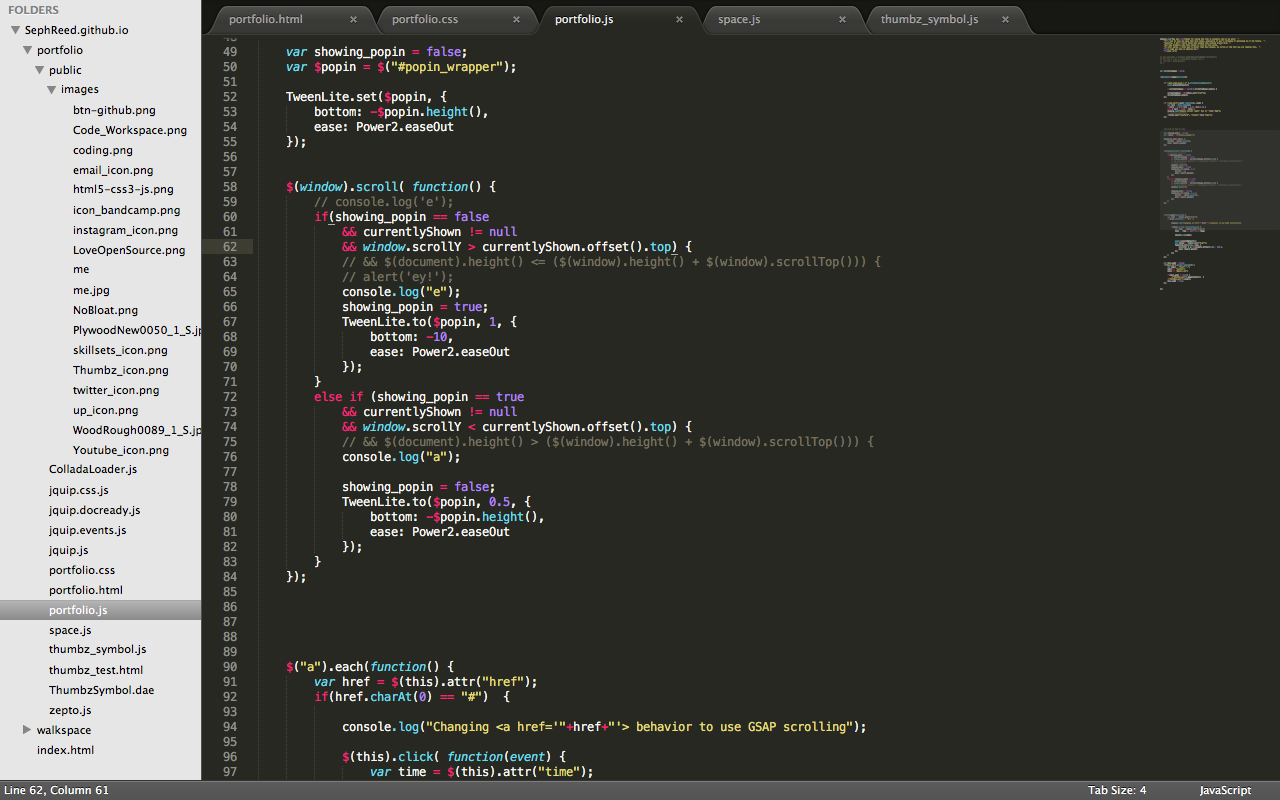 FOLDERS
SephReed.github.io
portfolio
public
images
btn-github.png
Code_Workspace.png
coding.png
email_icon.png
html5-css3-js.png
icon_bandcamp.png
instagram_icon.png
LoveOpenSource.png
me
me.jpg
NoBloat.png
PlywoodNew0050_1_S.jp
skillsets_icon.png
Thumbz_icon.png
twitter_icon.png
up_icon.png
WoodRough0089_1_S.jp
Youtube_icon.png
ColladaLoader.js
jquip.css.js
jquip.docready.js
jquip.events.js
jquip.js
portfolio.css
portfolio.html
portfolio.js
space.js
thumbz_symbol.js
thumbz_test.html
ThumbzSymbol.dae
zepto.js
walkspace
index.html
portfolio.html × portfolio.css × portfolio.js × space.js × thumbz_symbol.js ×
48
49 var showing_popin = false;
50 var $popin = $("#popin_wrapper");
51
52 TweenLite.set($popin, {
53 bottom: -$popin.height(),
54 ease: Power2.easeOut
55 });
56
57
58 $(window).scroll( function() {
59 // console.log('e');
60 if(showing_popin == false
61 && currentlyShown != null
62 && window.scrollY > currentlyShown.offset().top) {
63 // && $(document).height() <= ($(window).height() + $(window).scrollTop())) {
64 // alert('ey!');
65 console.log("e");
66 showing_popin = true;
67 TweenLite.to($popin, 1, {
68 bottom: -10,
69 ease: Power2.easeOut
70 });
71 }
72 else if (showing_popin == true
73 && currentlyShown != null
74 && window.scrollY < currentlyShown.offset().top) {
75 // && $(document).height() > ($(window).height() + $(window).scrollTop())) {
76 console.log("a");
77
78 showing_popin = false;
79 TweenLite.to($popin, 0.5, {
80 bottom: -$popin.height(),
81 ease: Power2.easeOut
82 });
83 }
84 });
85
86
87
88
89
90 $("a").each(function() {
91 var href = $(this).attr("href");
92 if(href.charAt(0) == "#") {
93
94 console.log("Changing <a href='"+href+"'> behavior to use GSAP scrolling");
95
96 $(this).click( function(event) {
97 var time = $(this).attr("time");
Line 62, Column 61 Tab Size: 4 JavaScript